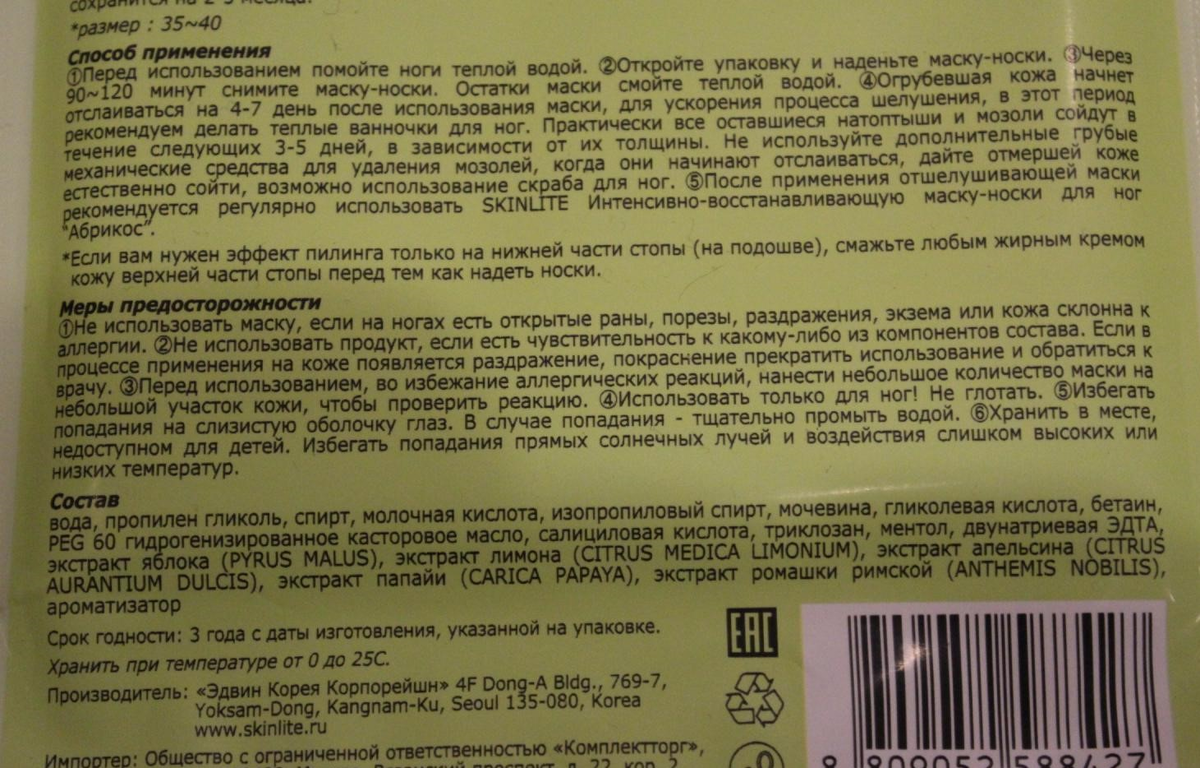 сохранится на 2-3 месяца.
*размер : 35~40
Способ применения
①Перед использованием помойте ноги теплой водой. ②Откройте упаковку и наденьте маску-носки. ③Через
90~120 минут снимите маску-носки. Остатки маски смойте теплой водой. ④Огрубевшая кожа начнет
отслаиваться на 4-7 день после использования маски, для ускорения процесса шелушения, в этот период
рекомендуем делать теплые ванночки для ног. Практически все оставшиеся натоптыши и мозоли сойдут в
течение следующих 3-5 дней, в зависимости от их толщины. Не используйте дополнительные грубые
механические средства для удаления мозолей, когда они начинают отслаиваться, дайте отмершей коже
естественно сойти, возможно использование скраба для ног. ⑤После применения отшелушивающей маски
рекомендуется регулярно использовать SKINLITE Интенсивно-восстанавливающую маску-носки для ног
"Абрикос".
*Если вам нужен эффект пилинга только на нижней части стопы (на подошве), смажьте любым жирным кремом
кожу верхней части стопы перед тем как надеть носки.
Меры предосторожности
①Не использовать маску, если на ногах есть открытые раны, порезы, раздражения, экзема или кожа склонна к
аллергии. ②Не использовать продукт, если есть чувствительность к какому-либо из компонентов состава. Если в
процессе применения на коже появляется раздражение, покраснение прекратить использование и обратиться к
врачу. ③Перед использованием, во избежание аллергических реакций, нанести небольшое количество маски на
небольшой участок кожи, чтобы проверить реакцию. ④Использовать только для ног! Не глотать. ⑤Избегать
попадания на слизистую оболочку глаз. В случае попадания - тщательно промыть водой. ⑥Хранить в месте,
недоступном для детей. Избегать попадания прямых солнечных лучей и воздействия слишком высоких или
низких температур.
Состав
вода, пропилен гликоль, спирт, молочная кислота, изопропиловый спирт, мочевина, гликолевая кислота, бетаин,
PEG 60 гидрогенизированное касторовое масло, салициловая кислота, триклозан, ментол, двунатриевая ЭДТА,
экстракт яблока (PYRUS MALUS), экстракт лимона (CITRUS MEDICA LIMONIUM), экстракт апельсина (CITRUS
AURANTIUM DULCIS), экстракт папайи (CARICA PAPAYA), экстракт ромашки римской (ANTHEMIS NOBILIS),
ароматизатор
Срок годности: 3 года с даты изготовления, указанной на упаковке.
Хранить при температуре от 0 до 25С.
Производитель: «Эдвин Корея Корпорейшн» 4F Dong-A Bldg., 769-7,
Yoksam-Dong, Kangnam-Ku, Seoul 135-080, Korea
www.skinlite.ru
Импортер: Общество с ограниченной ответственностью «Комплектторг»,
проспект, д. 22, кор. 2
EAC
8 809052 588427